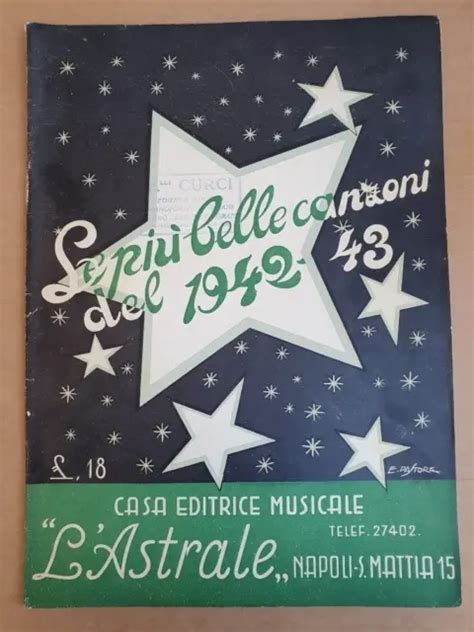 CURCI
Le più belle canzoni
del 1942-43
L. 18
E. PASTORE
CASA EDITRICE MUSICALE
TELEF. 27402.
"L'Astrale" NAPOLI-S. MATTIA 15